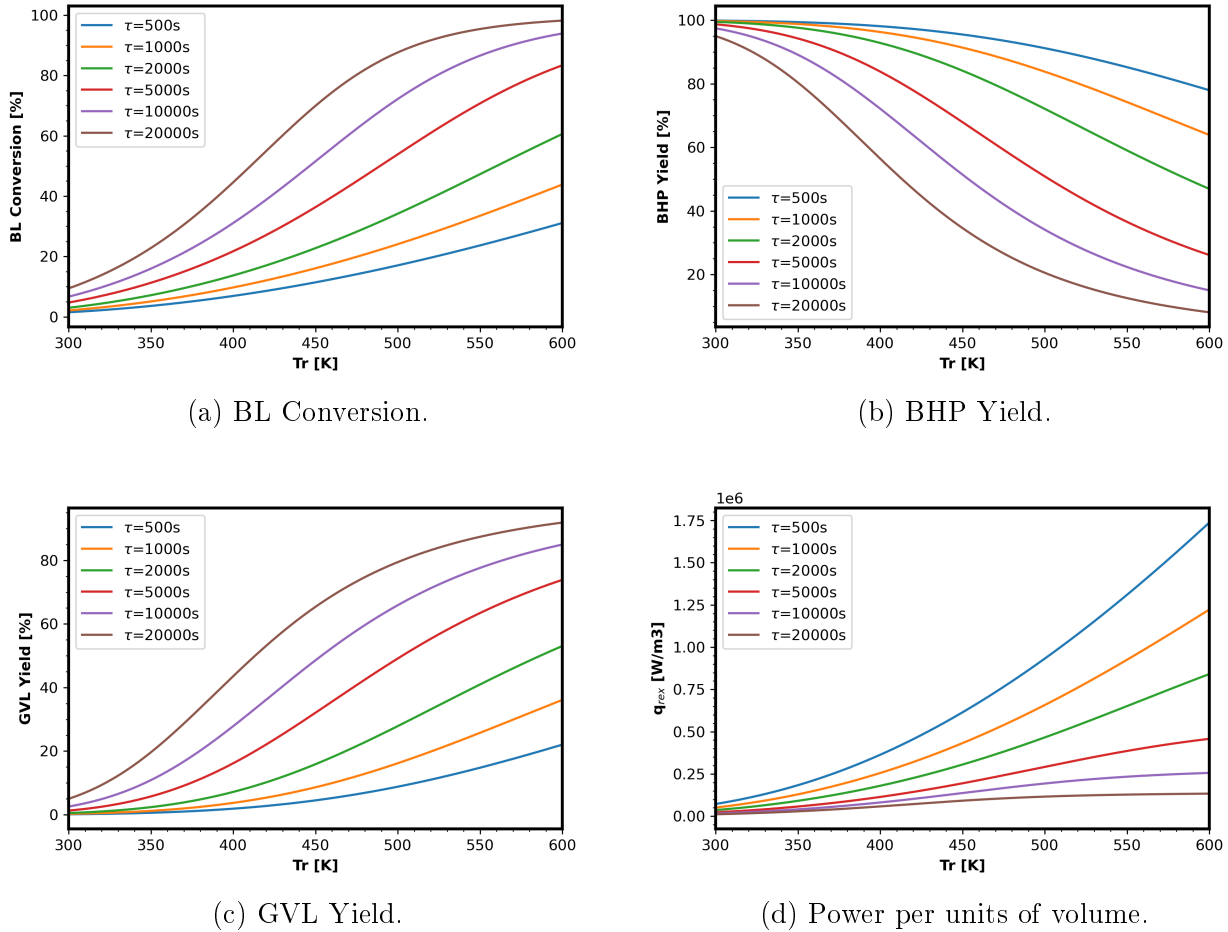 100
80
60
40
20
0
BL Conversion [%]
τ=500s
τ=1000s
τ=2000s
τ=5000s
τ=10000s
τ=20000s
300 350 400 450 500 550 600
Tr [K]
(a) BL Conversion.
100
80
60
40
20
BHP Yield [%]
τ=500s
τ=1000s
τ=2000s
τ=5000s
τ=10000s
τ=20000s
300 350 400 450 500 550 600
Tr [K]
(b) BHP Yield.
80
60
40
20
0
GVL Yield [%]
τ=500s
τ=1000s
τ=2000s
τ=5000s
τ=10000s
τ=20000s
300 350 400 450 500 550 600
Tr [K]
(c) GVL Yield.
1e6
1.75
1.50
1.25
1.00
0.75
0.50
0.25
0.00
q_rex [W/m3]
τ=500s
τ=1000s
τ=2000s
τ=5000s
τ=10000s
τ=20000s
300 350 400 450 500 550 600
Tr [K]
(d) Power per units of volume.